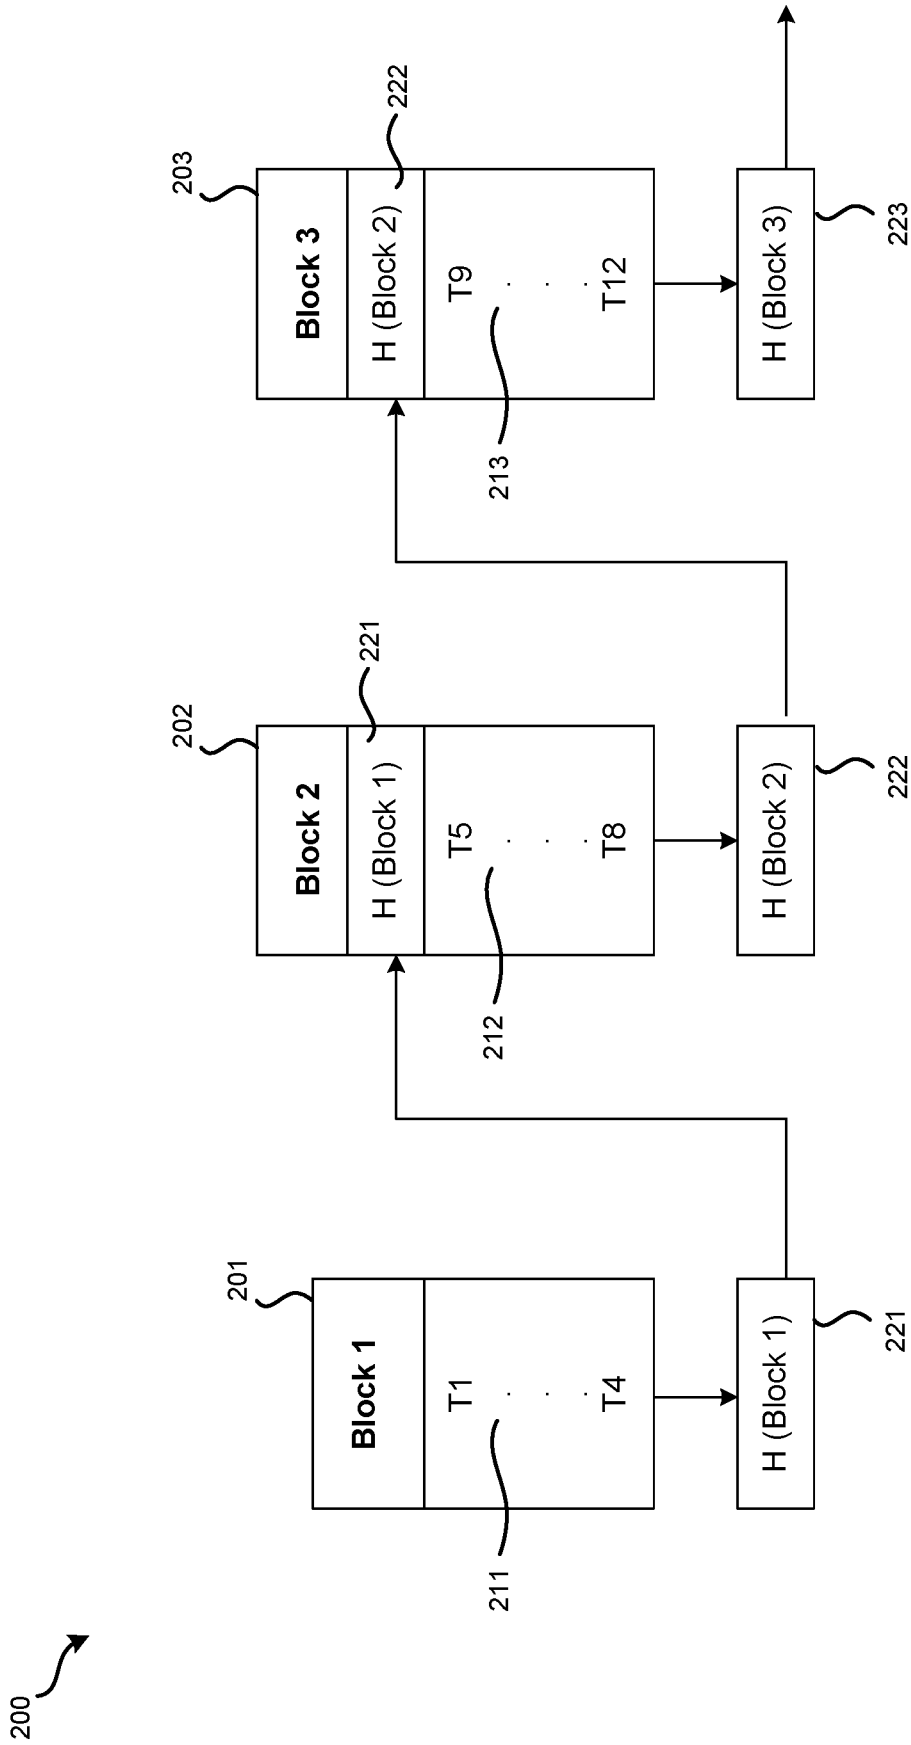 200
201
Block 1
T1
. . .
T4
211
H (Block 1)
221
202
Block 2
H (Block 1)
221
T5
. . .
T8
212
H (Block 2)
222
203
Block 3
H (Block 2)
222
T9
. . .
T12
213
H (Block 3)
223